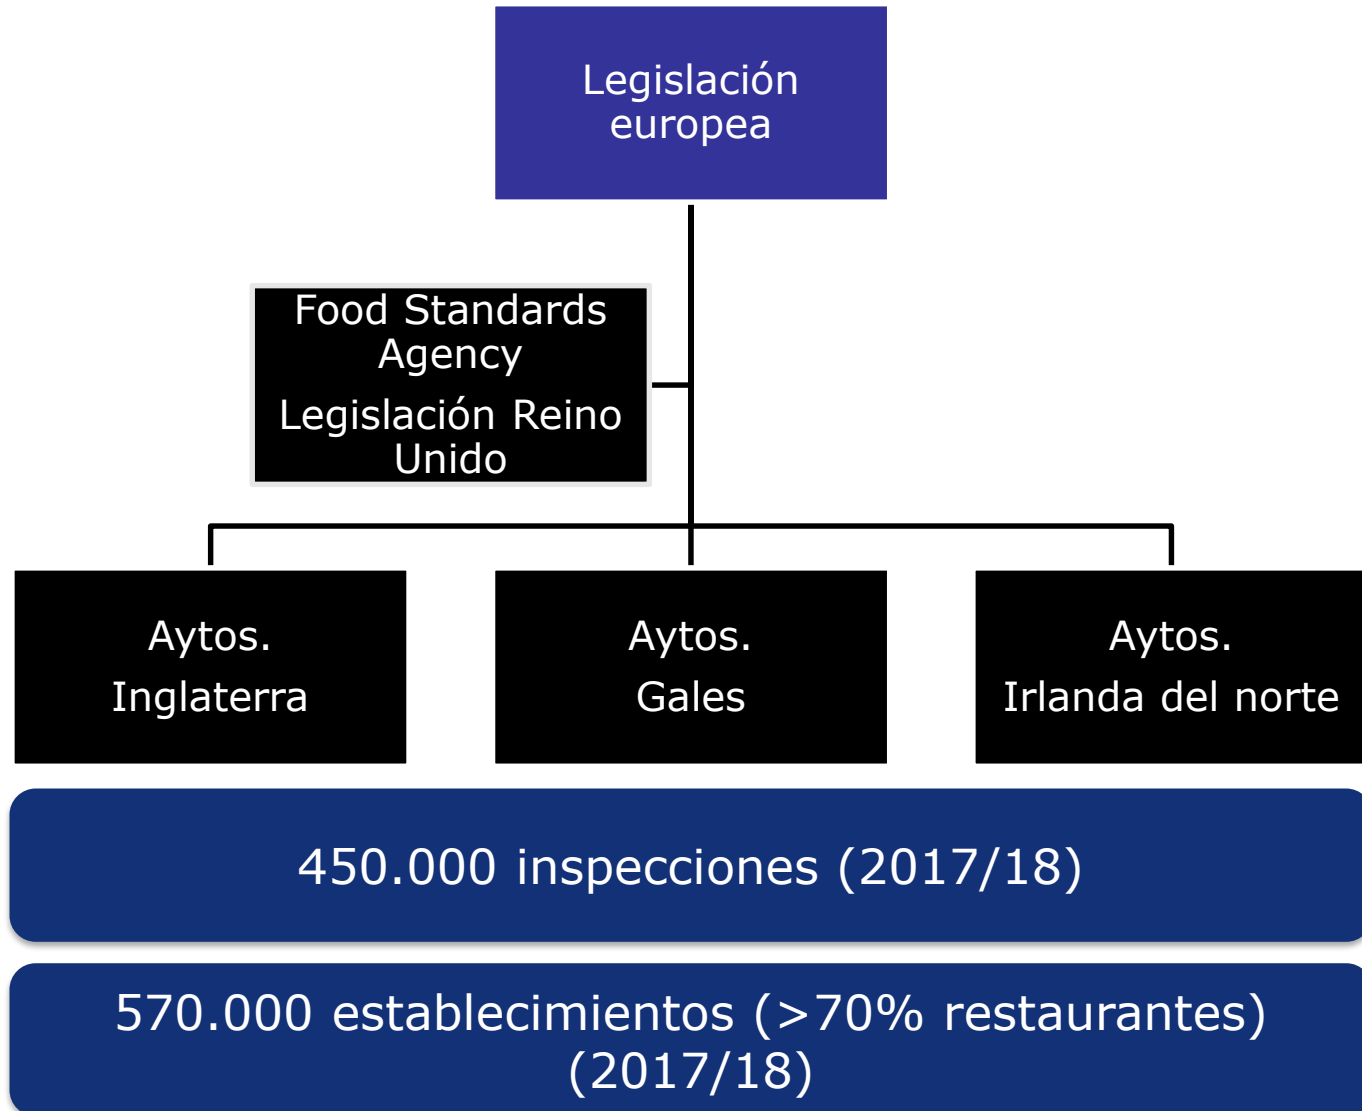 Legislación
europea
Food Standards
Agency
Legislación Reino
Unido
Aytos.
Inglaterra
Aytos.
Gales
Aytos.
Irlanda del norte
450.000 inspecciones (2017/18)
570.000 establecimientos (>70% restaurantes)
(2017/18)